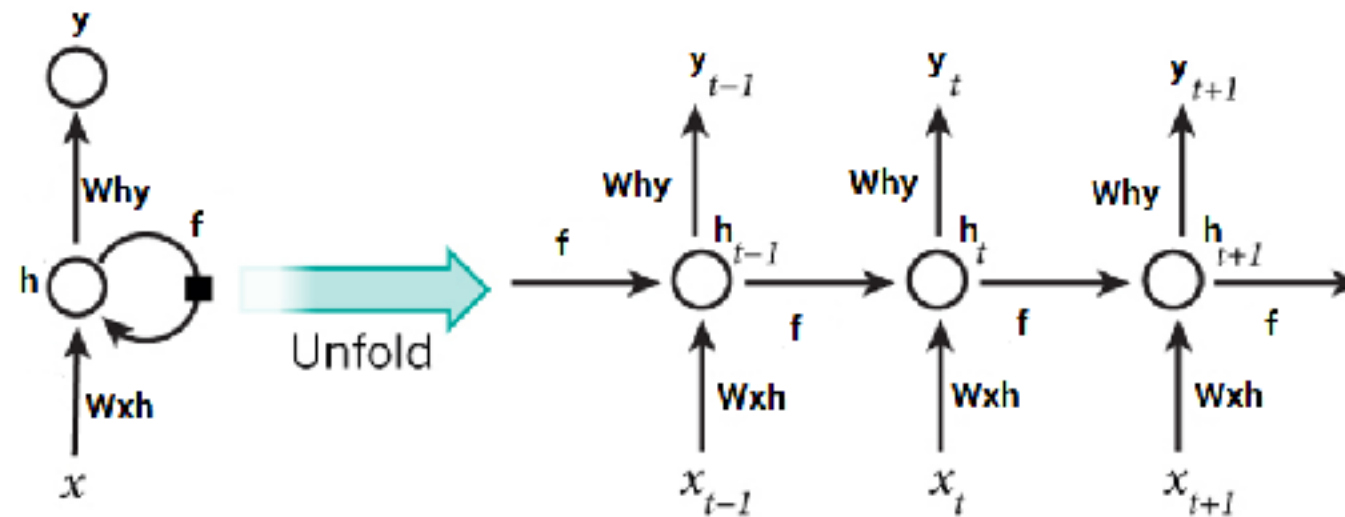 y
Why
f
h
Wxh
x
Unfold
y t−1
y t
y t+1
Why
Why
Why
f
h t−1
h t
h t+1
f
f
f
Wxh
Wxh
Wxh
x t−1
x t
x t+1